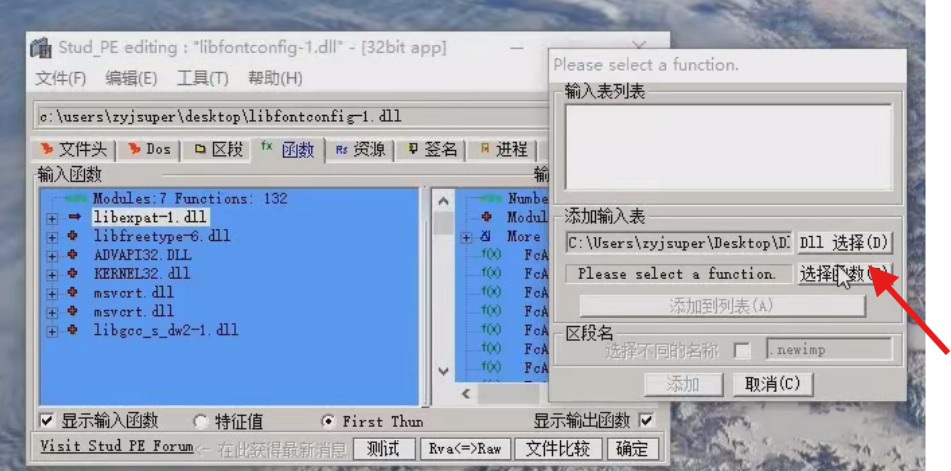 Stud_PE editing : "libfontconfig-1.dll" - [32bit app]
文件(F) 编辑(E) 工具(T) 帮助(H)
c:\users\zyjsuper\desktop\libfontconfig-1.dll
文件头 Dos 区段 fx 函数 Rs 资源 签名 进程
输入函数
Modules:7 Functions: 132
libexpat-1.dll
libfreetype-6.dll
ADVAPI32.DLL
KERNEL32.dll
msvcrt.dll
msvcrt.dll
libgcc_s_dw2-1.dll
输
Numbe
Modul
More
f(x) FcA
f(x) FcA
f(x) FcA
f(x) FcA
f(x) FcA
f(x) FcA
f(x) FcA
显示输入函数 特征值 First Thun 显示输出函数
Visit Stud PE Forum<- 在此获得最新消息 测试 Rva<=>Raw 文件比较 确定
Please select a function.
输入表列表
添加输入表
C:\Users\zyjsuper\Desktop\D Dll 选择(D)
Please select a function. 选择函数
添加到列表(A)
区段名
选择不同的名称 .newimp
添加 取消(C)